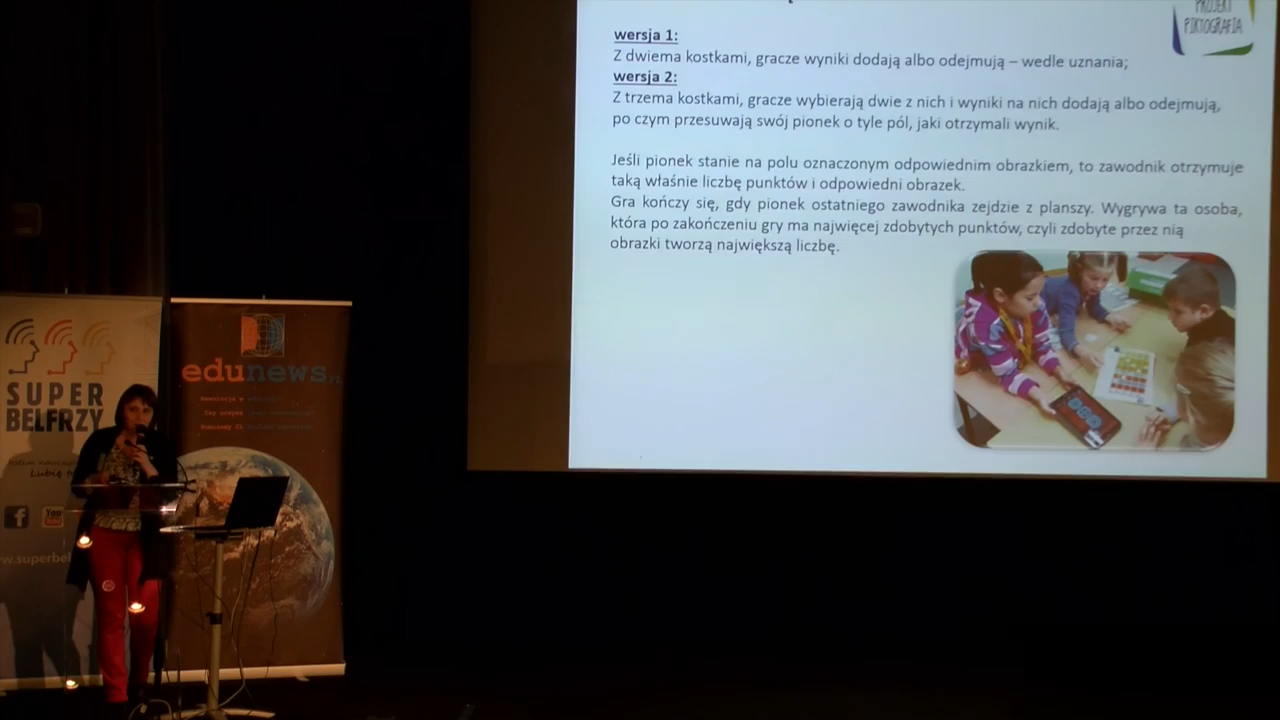 PROJEKT
PIKTOGRAFIA
wersja 1:
Z dwiema kostkami, gracze wyniki dodają albo odejmują – wedle uznania;
wersja 2:
Z trzema kostkami, gracze wybierają dwie z nich i wyniki na nich dodają albo odejmują,
po czym przesuwają swój pionek o tyle pól, jaki otrzymali wynik.
Jeśli pionek stanie na polu oznaczonym odpowiednim obrazkiem, to zawodnik otrzymuje
taką właśnie liczbę punktów i odpowiedni obrazek.
Gra kończy się, gdy pionek ostatniego zawodnika zejdzie z planszy. Wygrywa ta osoba,
która po zakończeniu gry ma najwięcej zdobytych punktów, czyli zdobyte przez nią
obrazki tworzą największą liczbę.
SUPER
BELFRZY
Lubię
f
You
w.superbel
edunews